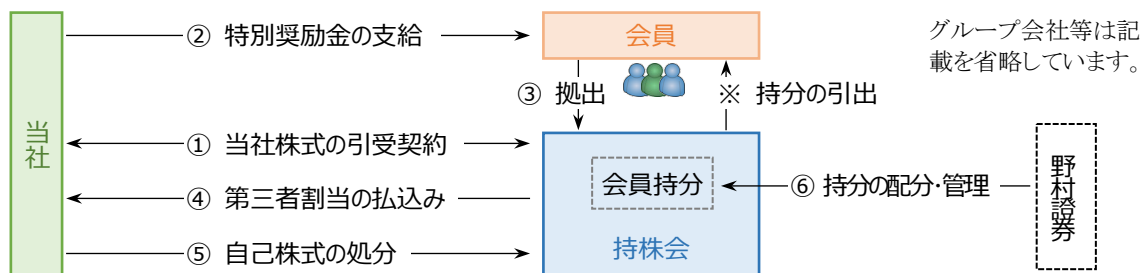 ② 特別奨励金の支給
会員
グループ会社等は記
載を省略しています。
③ 拠出
※ 持分の引出
当社
① 当社株式の引受契約
会員持分
⑥ 持分の配分･管理
野村證券
④ 第三者割当の払込み
⑤ 自己株式の処分
持株会